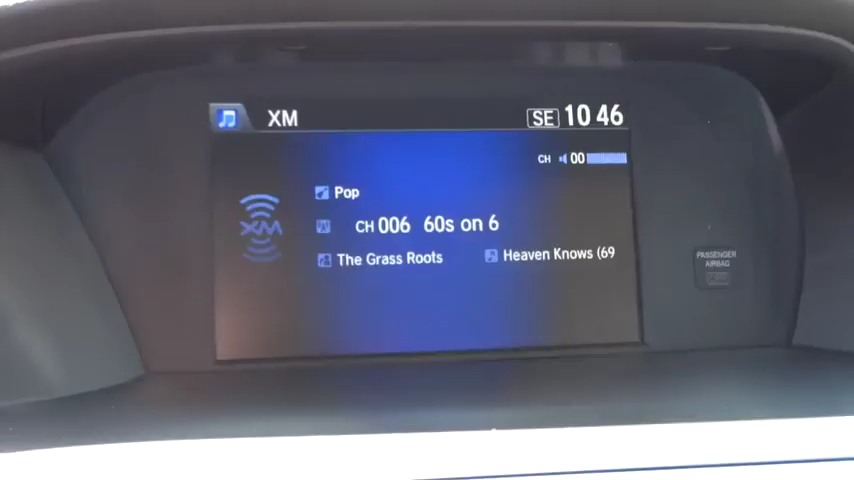 XM SE 10 46
CH 00
Pop
XM CH 006 60s on 6
The Grass Roots Heaven Knows (69
PASSENGER
AIRBAG